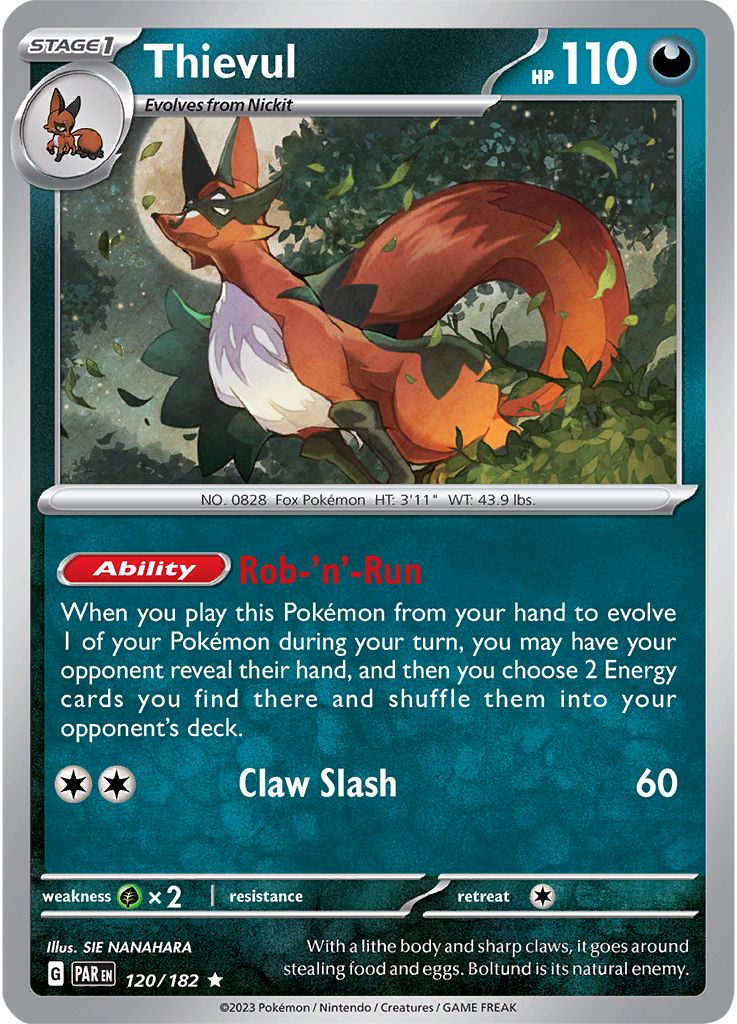 STAGE1
Thievul
HP 110
Evolves from Nickit
NO. 0828 Fox Pokémon HT: 3'11" WT: 43.9 lbs.
Ability Rob-’n’-Run
When you play this Pokémon from your hand to evolve
1 of your Pokémon during your turn, you may have your
opponent reveal their hand, and then you choose 2 Energy
cards you find there and shuffle them into your
opponent’s deck.
Claw Slash 60
weakness ×2 | resistance retreat
Illus. SIE NANAHARA
With a lithe body and sharp claws, it goes around
stealing food and eggs. Boltund is its natural enemy.
G PAR EN 120/182 ★
©2023 Pokémon / Nintendo / Creatures / GAME FREAK